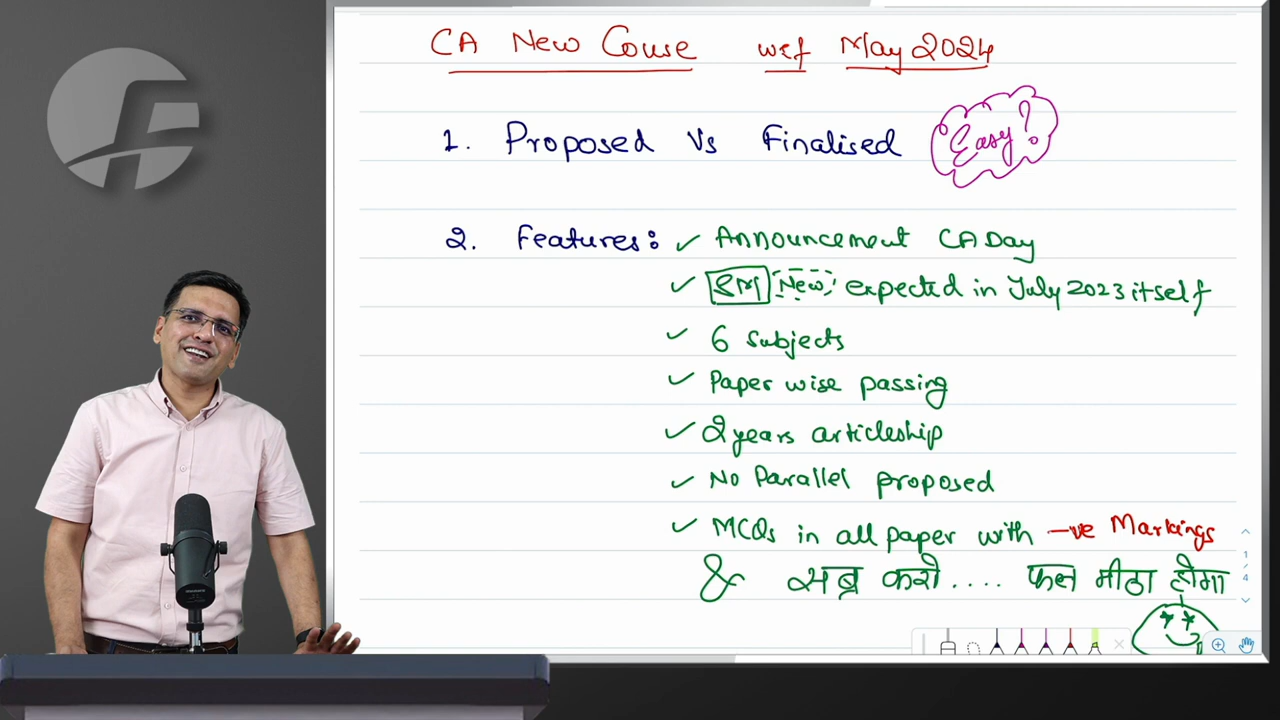 CA New Course wef May 2024
1. Proposed Vs Finalised Easy?
2. Features: ✓ Announcement CA Day
✓ SM New expected in July 2023 itself
✓ 6 subjects
✓ Paper wise passing
✓ 2 years articleship
✓ No Parallel proposed
✓ MCQs in all paper with -ve Markings
& सब्र करो.... फल मीठा होगा
1/4